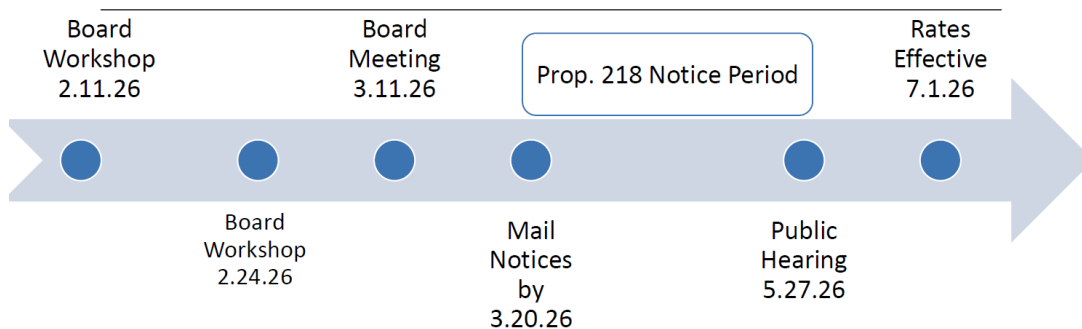 Board
Workshop
2.11.26
Board
Meeting
3.11.26
Prop. 218 Notice Period
Rates
Effective
7.1.26
Board
Workshop
2.24.26
Mail
Notices
by
3.20.26
Public
Hearing
5.27.26